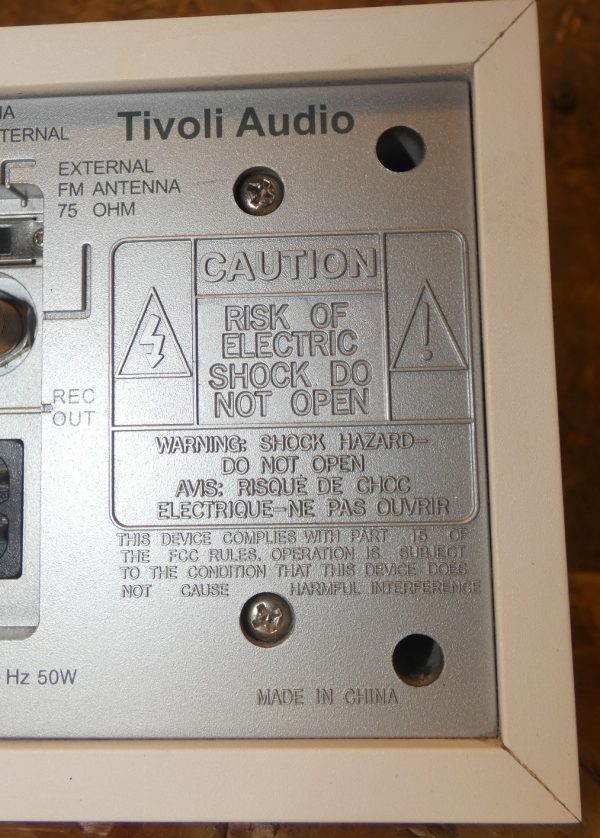 Tivoli Audio
EXTERNAL
FM ANTENNA
75 OHM
CAUTION
RISK OF
ELECTRIC
SHOCK DO
NOT OPEN
REC
OUT
WARNING: SHOCK HAZARD-
DO NOT OPEN
AVIS: RISQUE DE CHOC
ELECTRIQUE-NE PAS OUVRIR
THIS DEVICE COMPLIES WITH PART 15 OF
THE FCC RULES. OPERATION IS SUBJECT
TO THE CONDITION THAT THIS DEVICE DOES
NOT CAUSE HARMFUL INTERFERENCE
Hz 50W
MADE IN CHINA